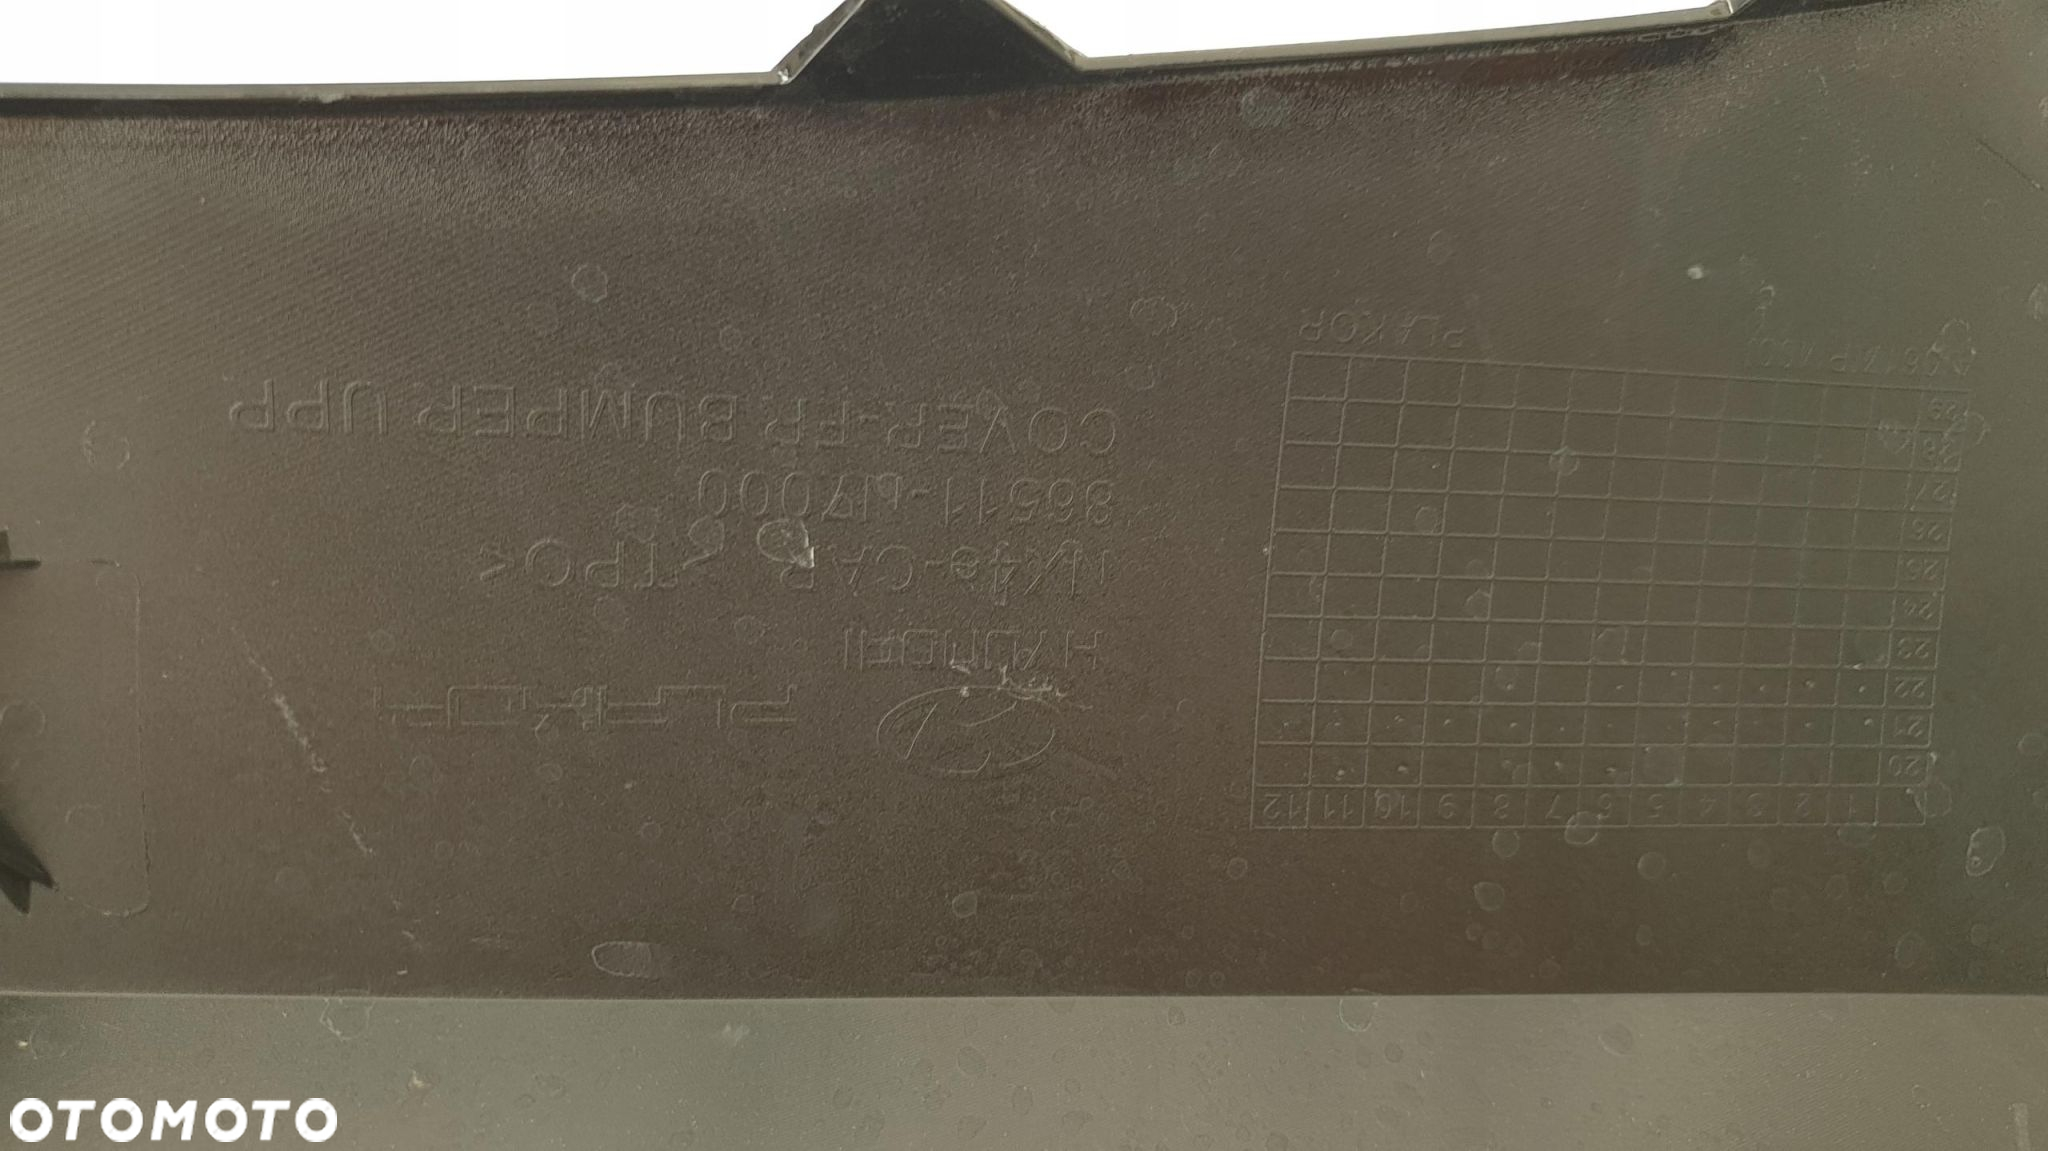 1 2 3 4 5 6 7 8 9 10 11 12
20
21
22
23
24
25
26
27
28
29
PLAKOR
PLAKOR
HYUNDAI
NX4e-CAR >TPO<
86511-N7000
COVER-FR BUMPER UPP
OTOMOTO